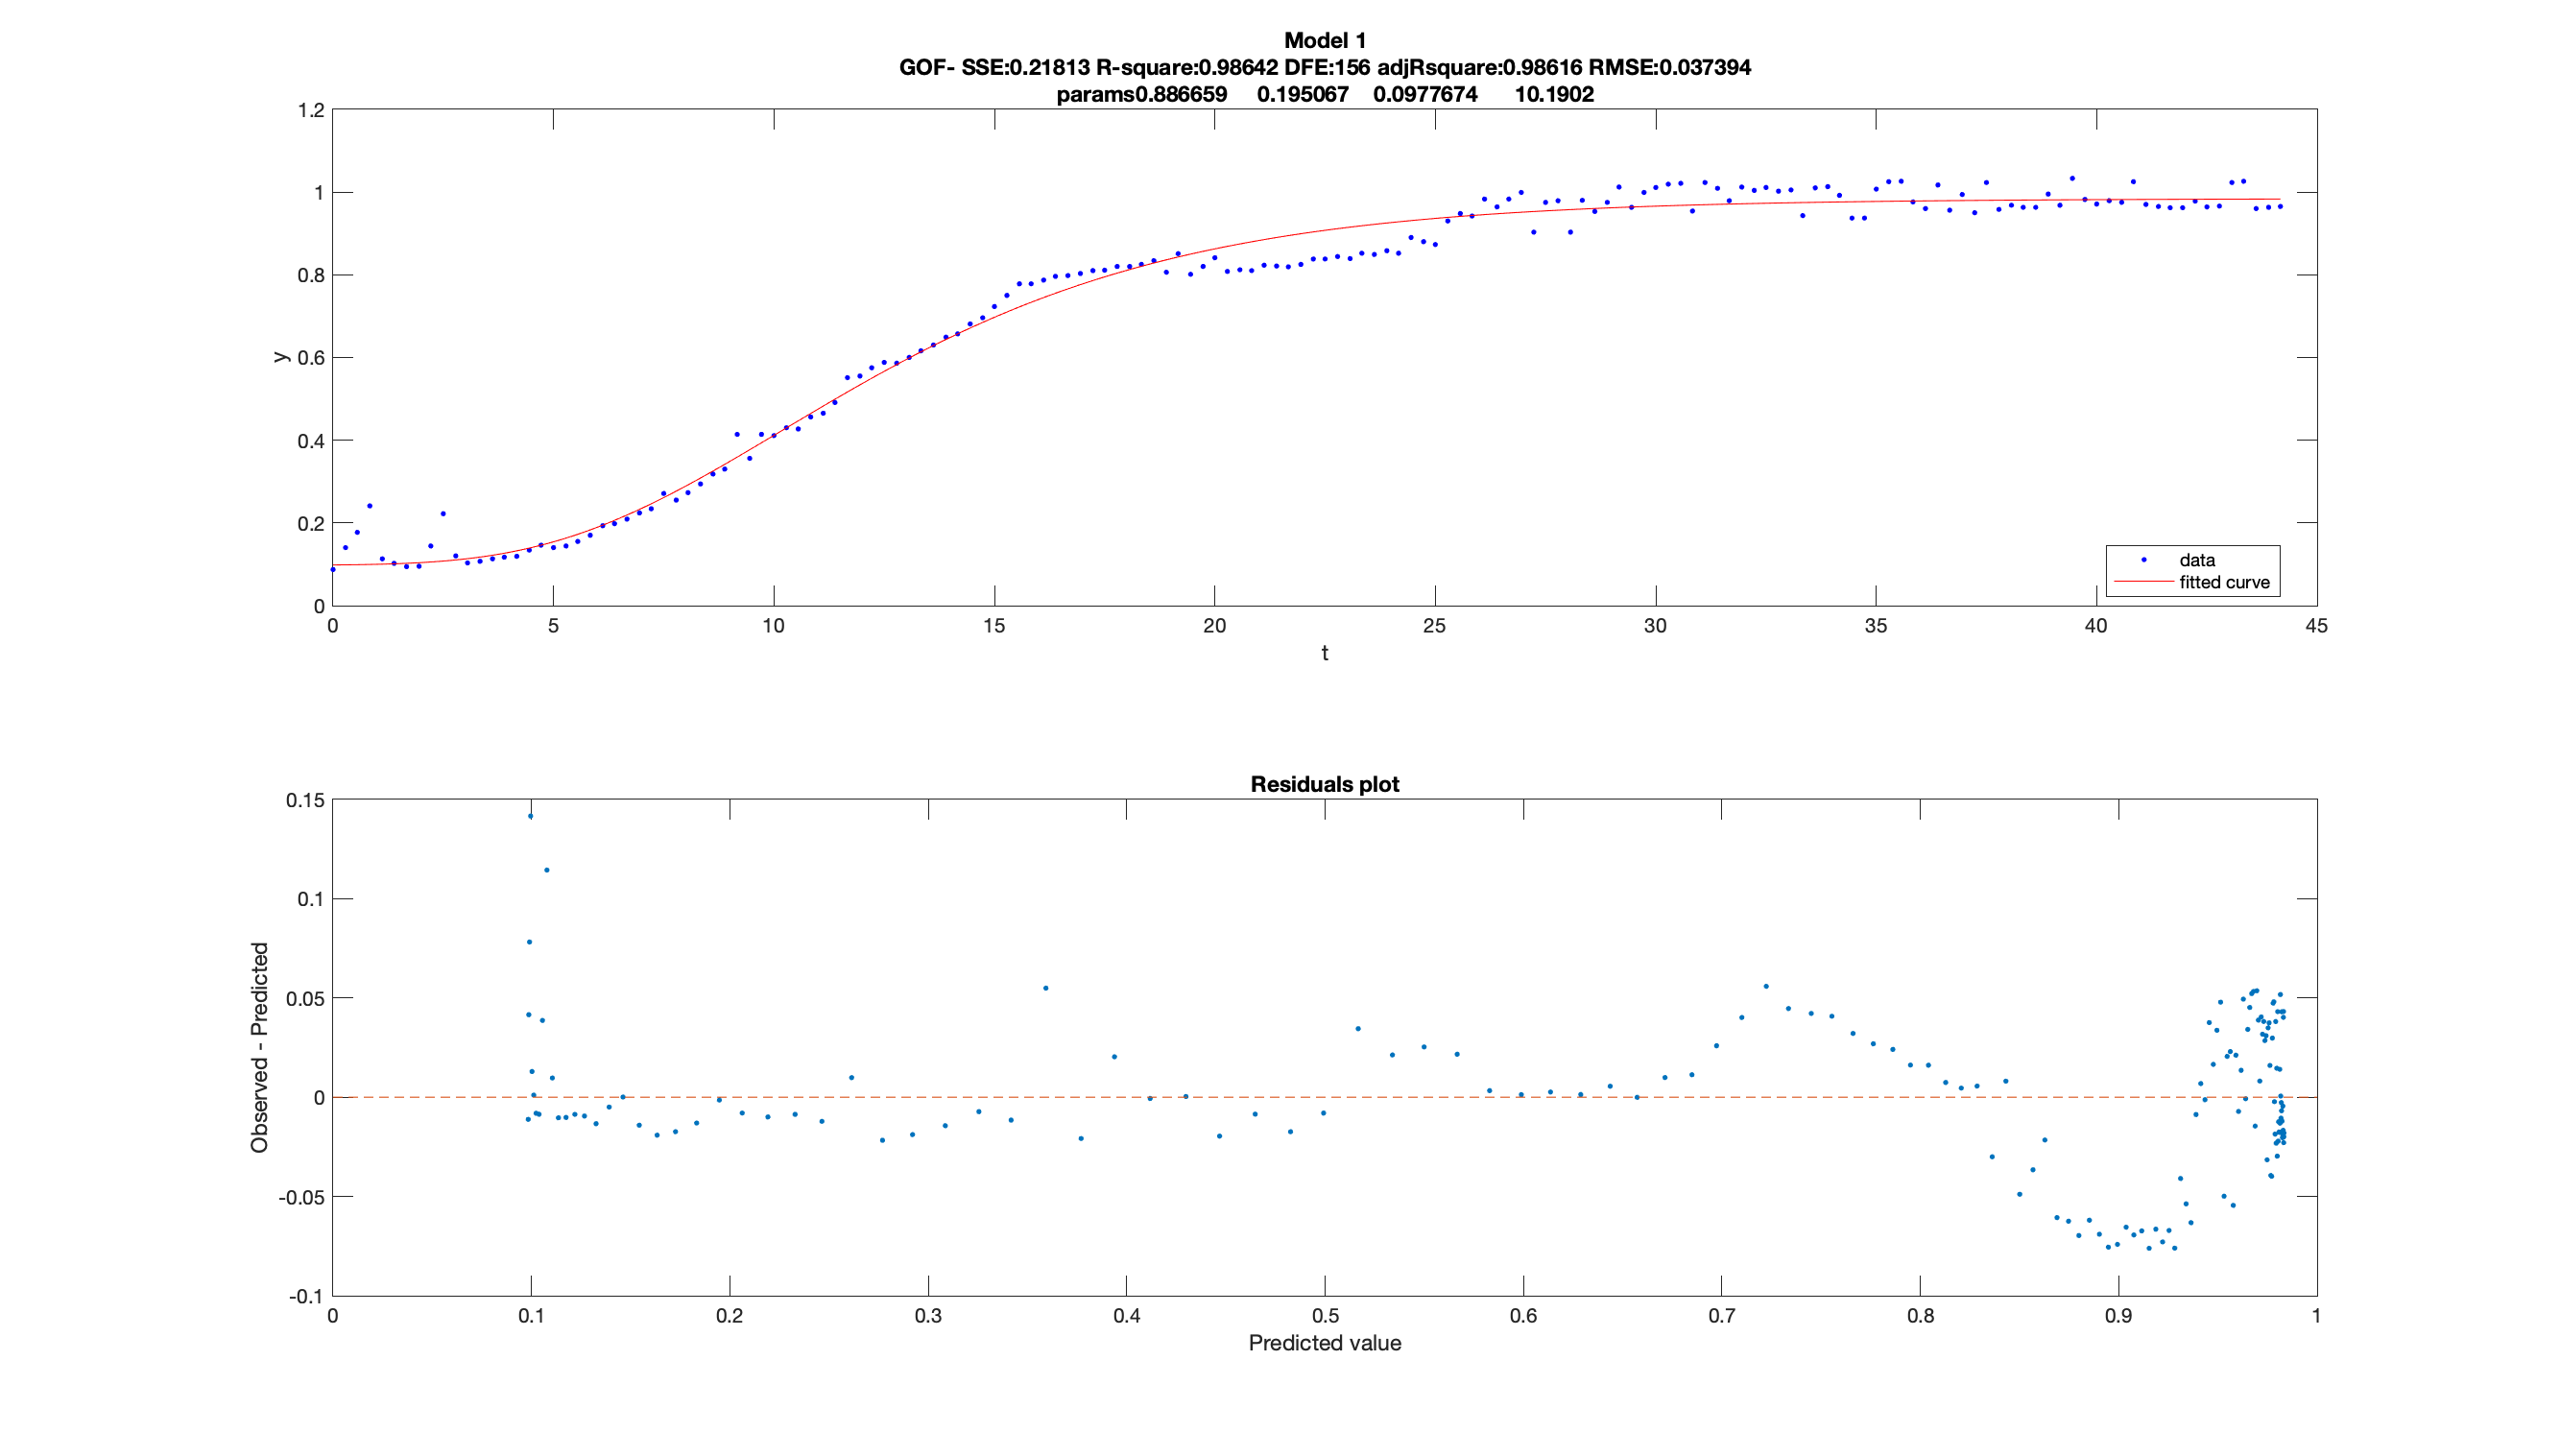 Model 1
GOF- SSE:0.21813 R-square:0.98642 DFE:156 adjRsquare:0.98616 RMSE:0.037394
params0.886659 0.195067 0.0977674 10.1902
1.2
1
0.8
0.6
0.4
0.2
0
y
0 5 10 15 20 25 30 35 40 45
t
data
fitted curve
Residuals plot
0.15
0.1
0.05
0
-0.05
-0.1
Observed - Predicted
0 0.1 0.2 0.3 0.4 0.5 0.6 0.7 0.8 0.9 1
Predicted value